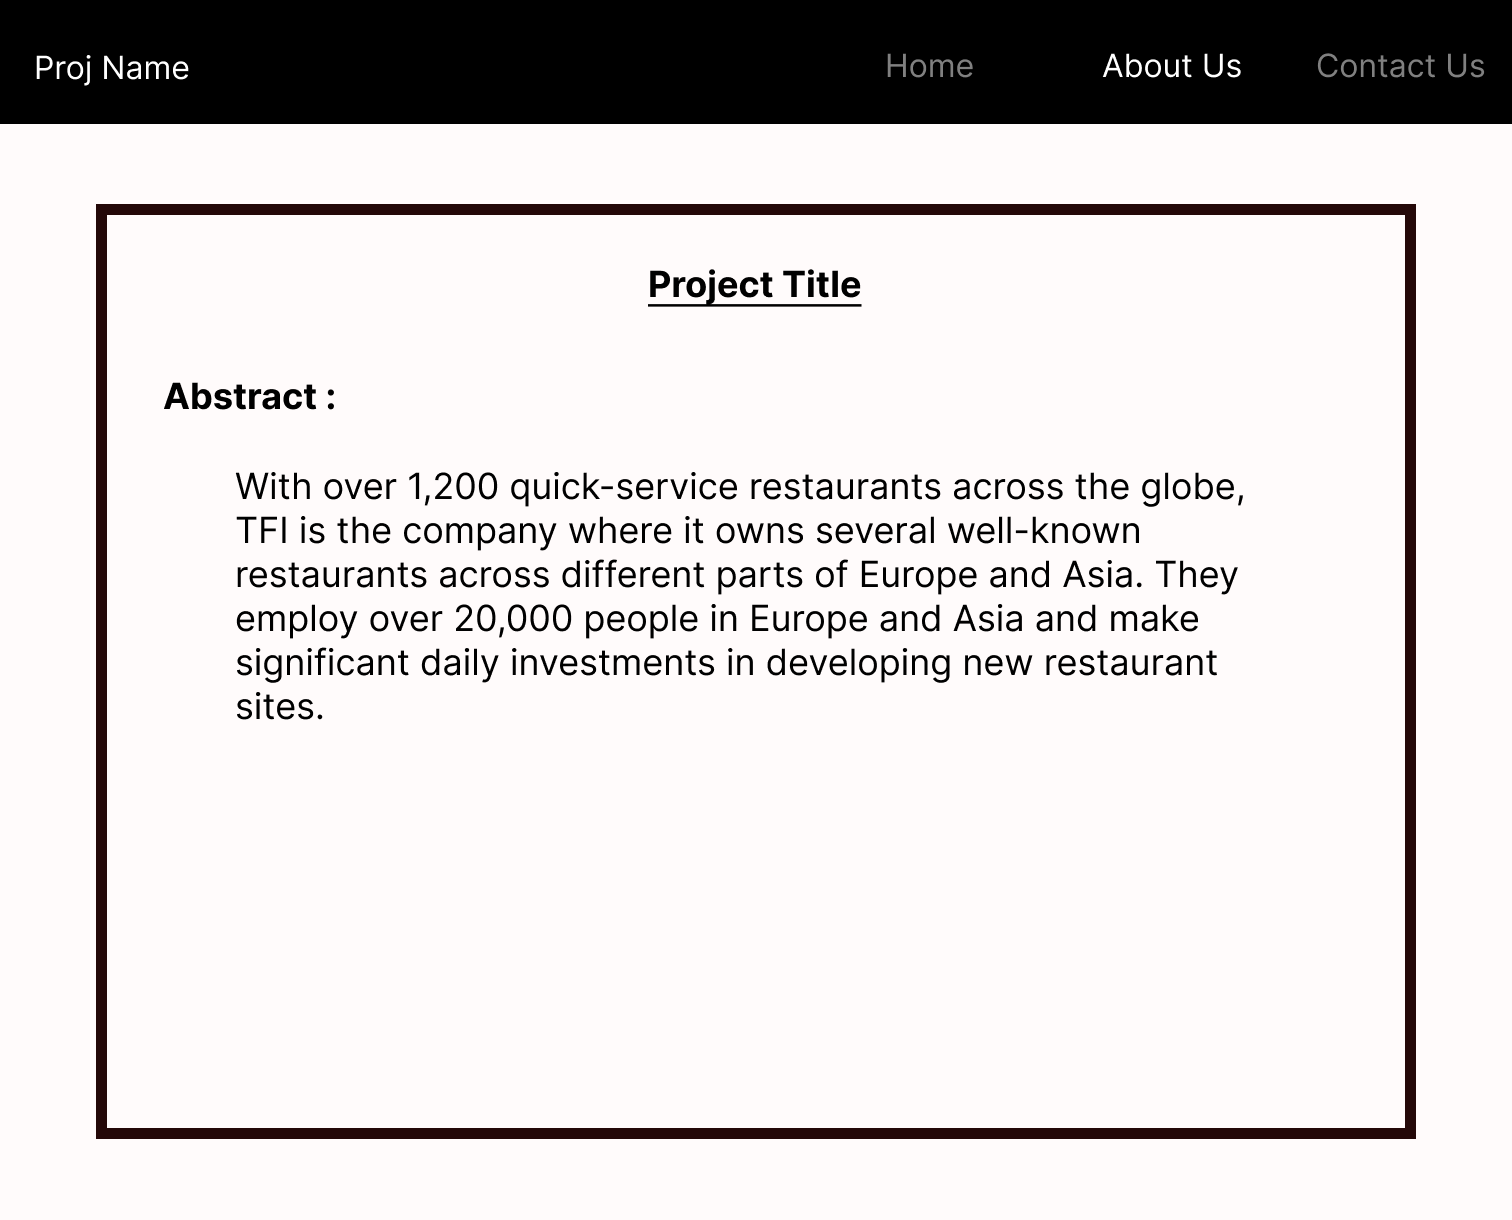 Proj Name
Home
About Us
Contact Us
Project Title
Abstract :
With over 1,200 quick-service restaurants across the globe,
TFI is the company where it owns several well-known
restaurants across different parts of Europe and Asia. They
employ over 20,000 people in Europe and Asia and make
significant daily investments in developing new restaurant
sites.